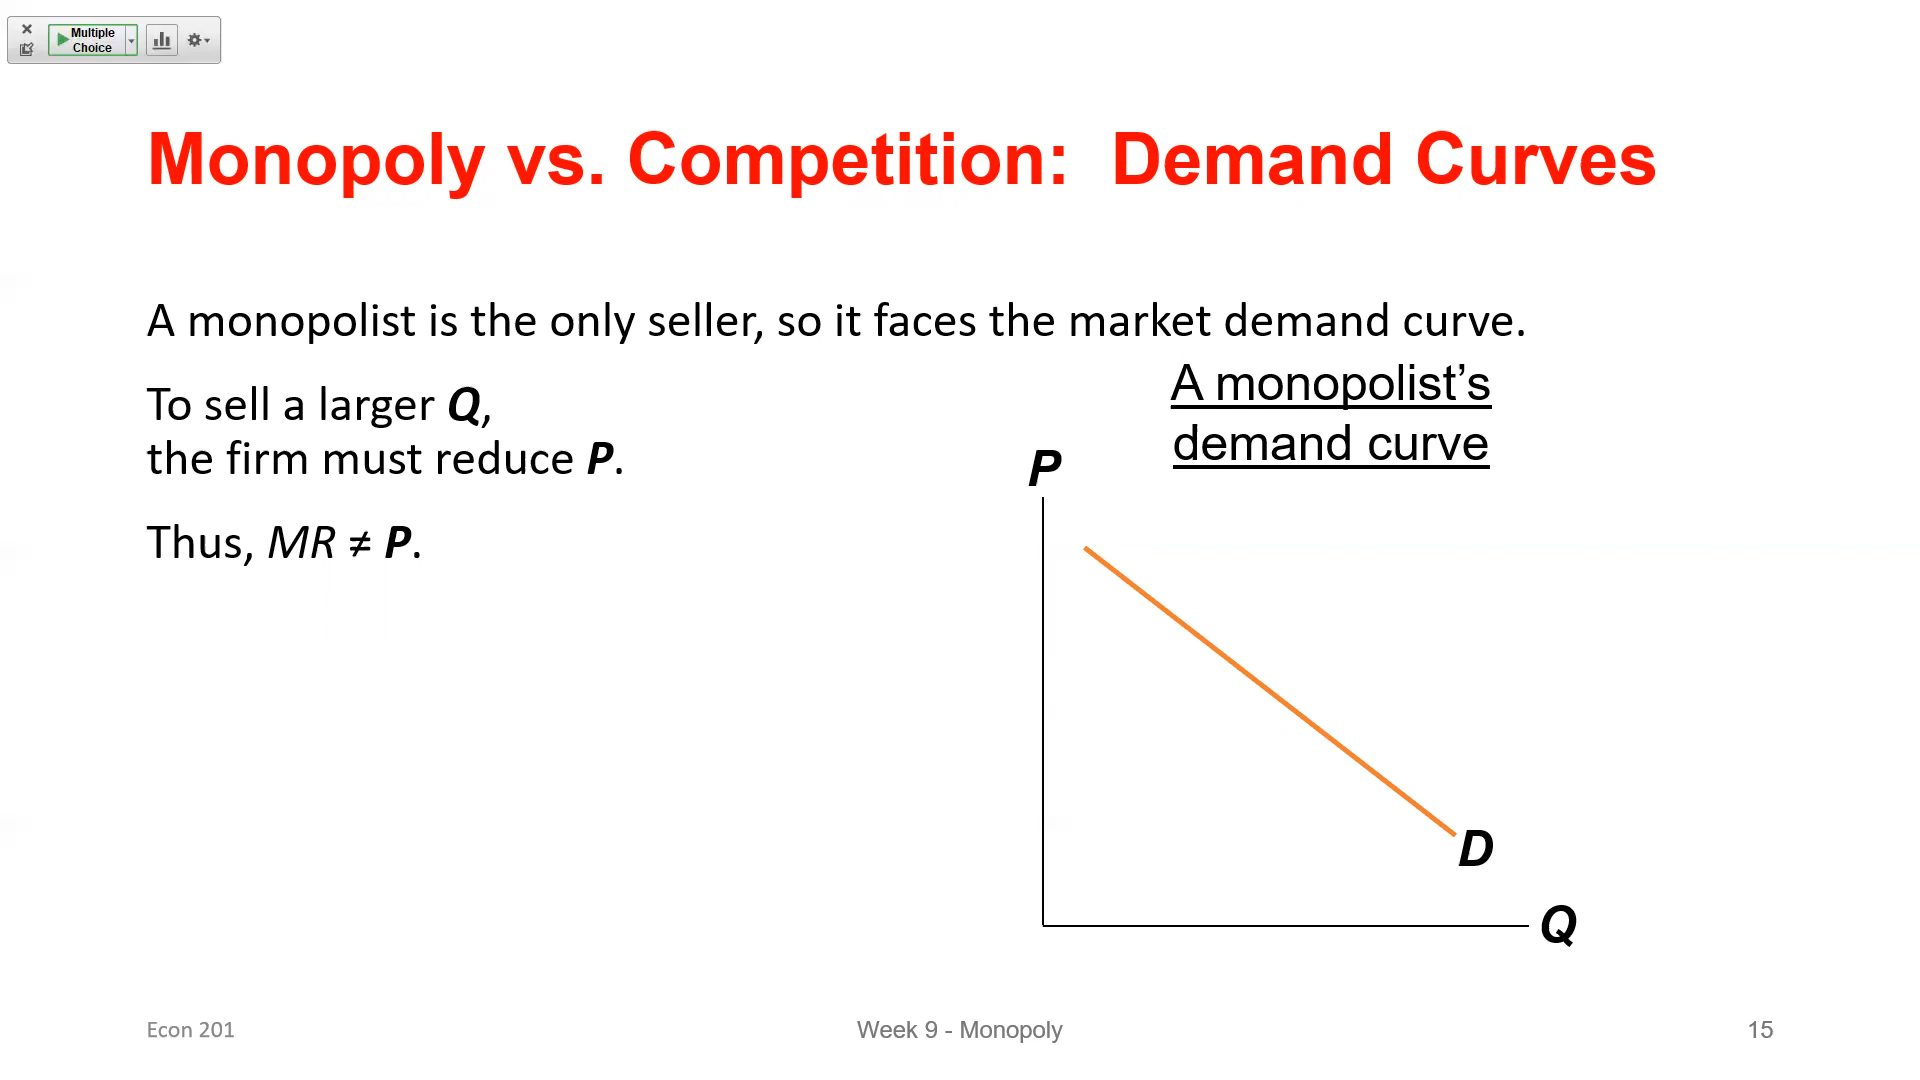 Multiple
Choice
Monopoly vs. Competition: Demand Curves
A monopolist is the only seller, so it faces the market demand curve.
To sell a larger Q,
the firm must reduce P.
Thus, MR ≠ P.
A monopolist’s
demand curve
P
D
Q
Econ 201
Week 9 - Monopoly
15